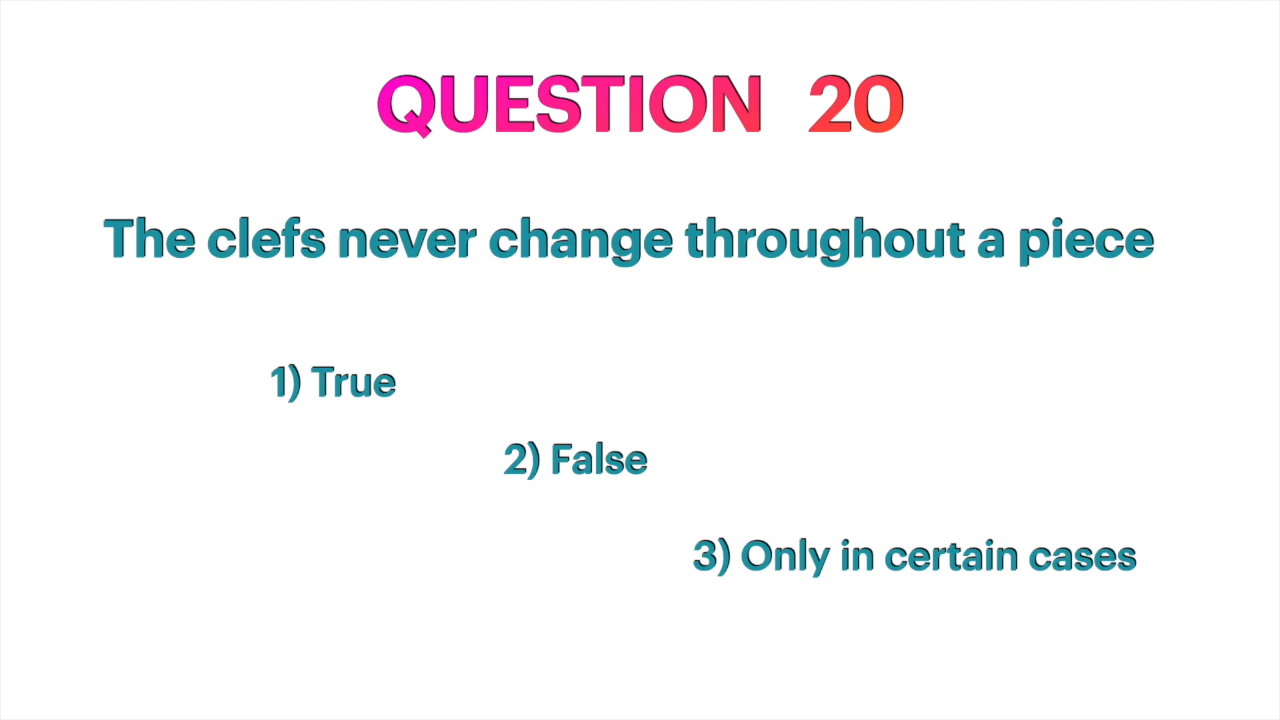 QUESTION 20
The clefs never change throughout a piece
1) True
2) False
3) Only in certain cases